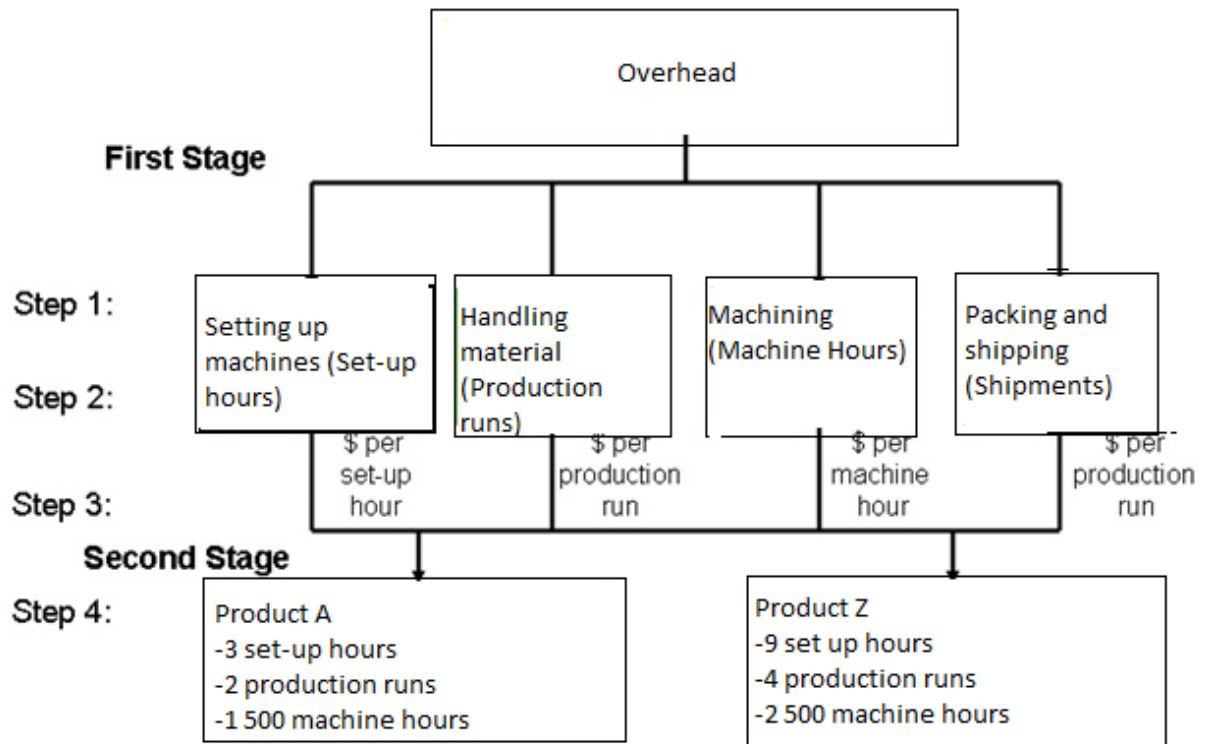 Overhead
First Stage
Step 1:
Setting up
machines (Set-up
hours)
Handling
material
(Production
runs)
Machining
(Machine Hours)
Packing and
shipping
(Shipments)
Step 2:
$ per
set-up
hour
$ per
production
run
$ per
machine
hour
$ per
production
run
Step 3:
Second Stage
Step 4:
Product A
-3 set-up hours
-2 production runs
-1 500 machine hours
Product Z
-9 set up hours
-4 production runs
-2 500 machine hours